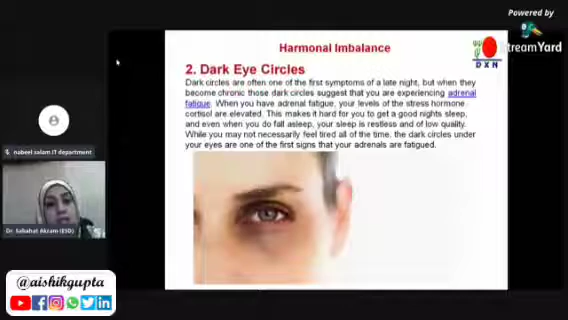 Powered by
StreamYard
Harmonal Imbalance
DXN
2. Dark Eye Circles
Dark circles are often one of the first symptoms of a late night, but when they
become chronic those dark circles suggest that you are experiencing adrenal
fatigue. When you have adrenal fatigue, your levels of the stress hormone
cortisol are elevated. This makes it hard for you to get a good nights sleep,
and even when you do fall asleep, your sleep is restless and of low quality.
While you may not necessarily feel tired all of the time, the dark circles under
your eyes are one of the first signs that your adrenals are fatigued.
nabeel salam IT department
Dr. Sabahat Akram (ESD)
@aishikgupta